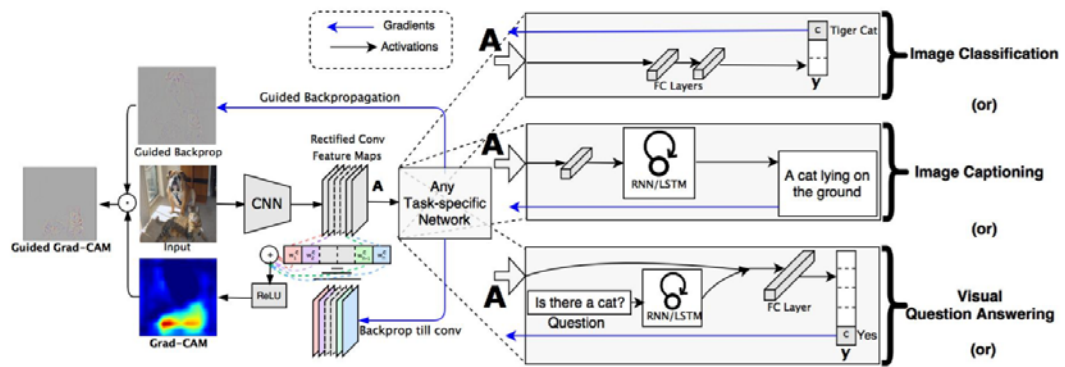 Gradients
Activations
A
c
Tiger Cat
FC Layers
y
Image Classification
(or)
Guided Backpropagation
Guided Backprop
Rectified Conv
Feature Maps
A
Any
Task-specific
Network
CNN
Input
Guided Grad-CAM
ReLU
Grad-CAM
Backprop till conv
A
RNN/LSTM
A cat lying on
the ground
Image Captioning
(or)
A
Is there a cat?
Question
RNN/LSTM
FC Layer
c
Yes
y
Visual
Question Answering
(or)